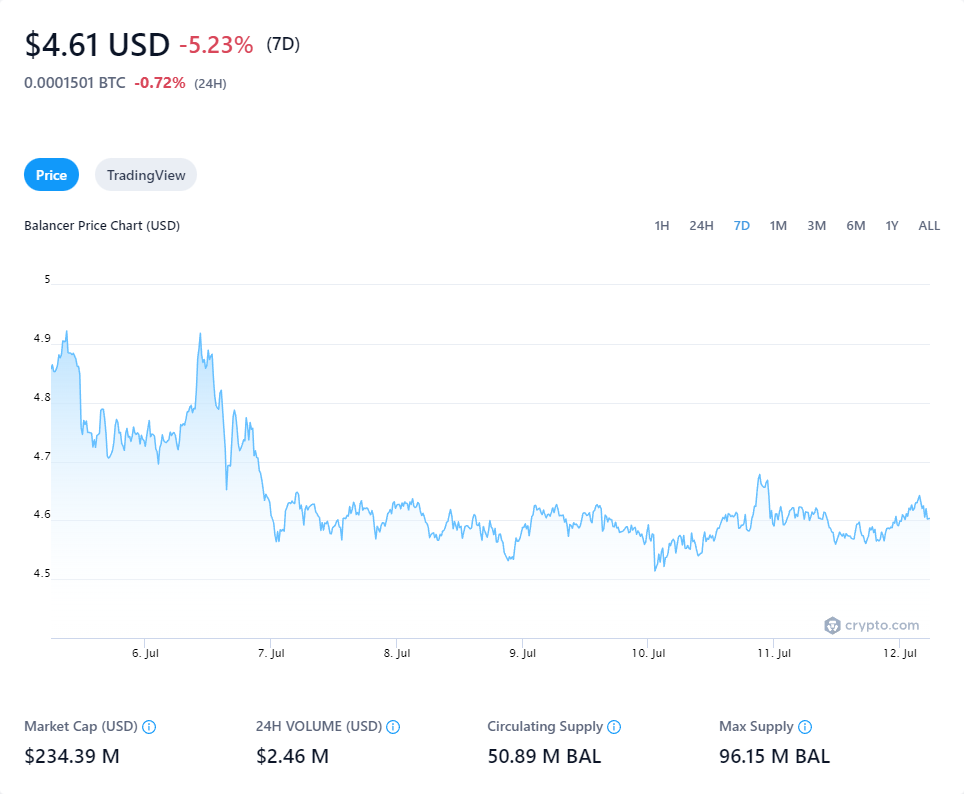 $4.61 USD -5.23% (7D)
0.0001501 BTC -0.72% (24H)
Price TradingView
Balancer Price Chart (USD) 1H 24H 7D 1M 3M 6M 1Y ALL
5
4.9
4.8
4.7
4.6
4.5
crypto.com
6. Jul 7. Jul 8. Jul 9. Jul 10. Jul 11. Jul 12. Jul
Market Cap (USD) 24H VOLUME (USD) Circulating Supply Max Supply
$234.39 M $2.46 M 50.89 M BAL 96.15 M BAL